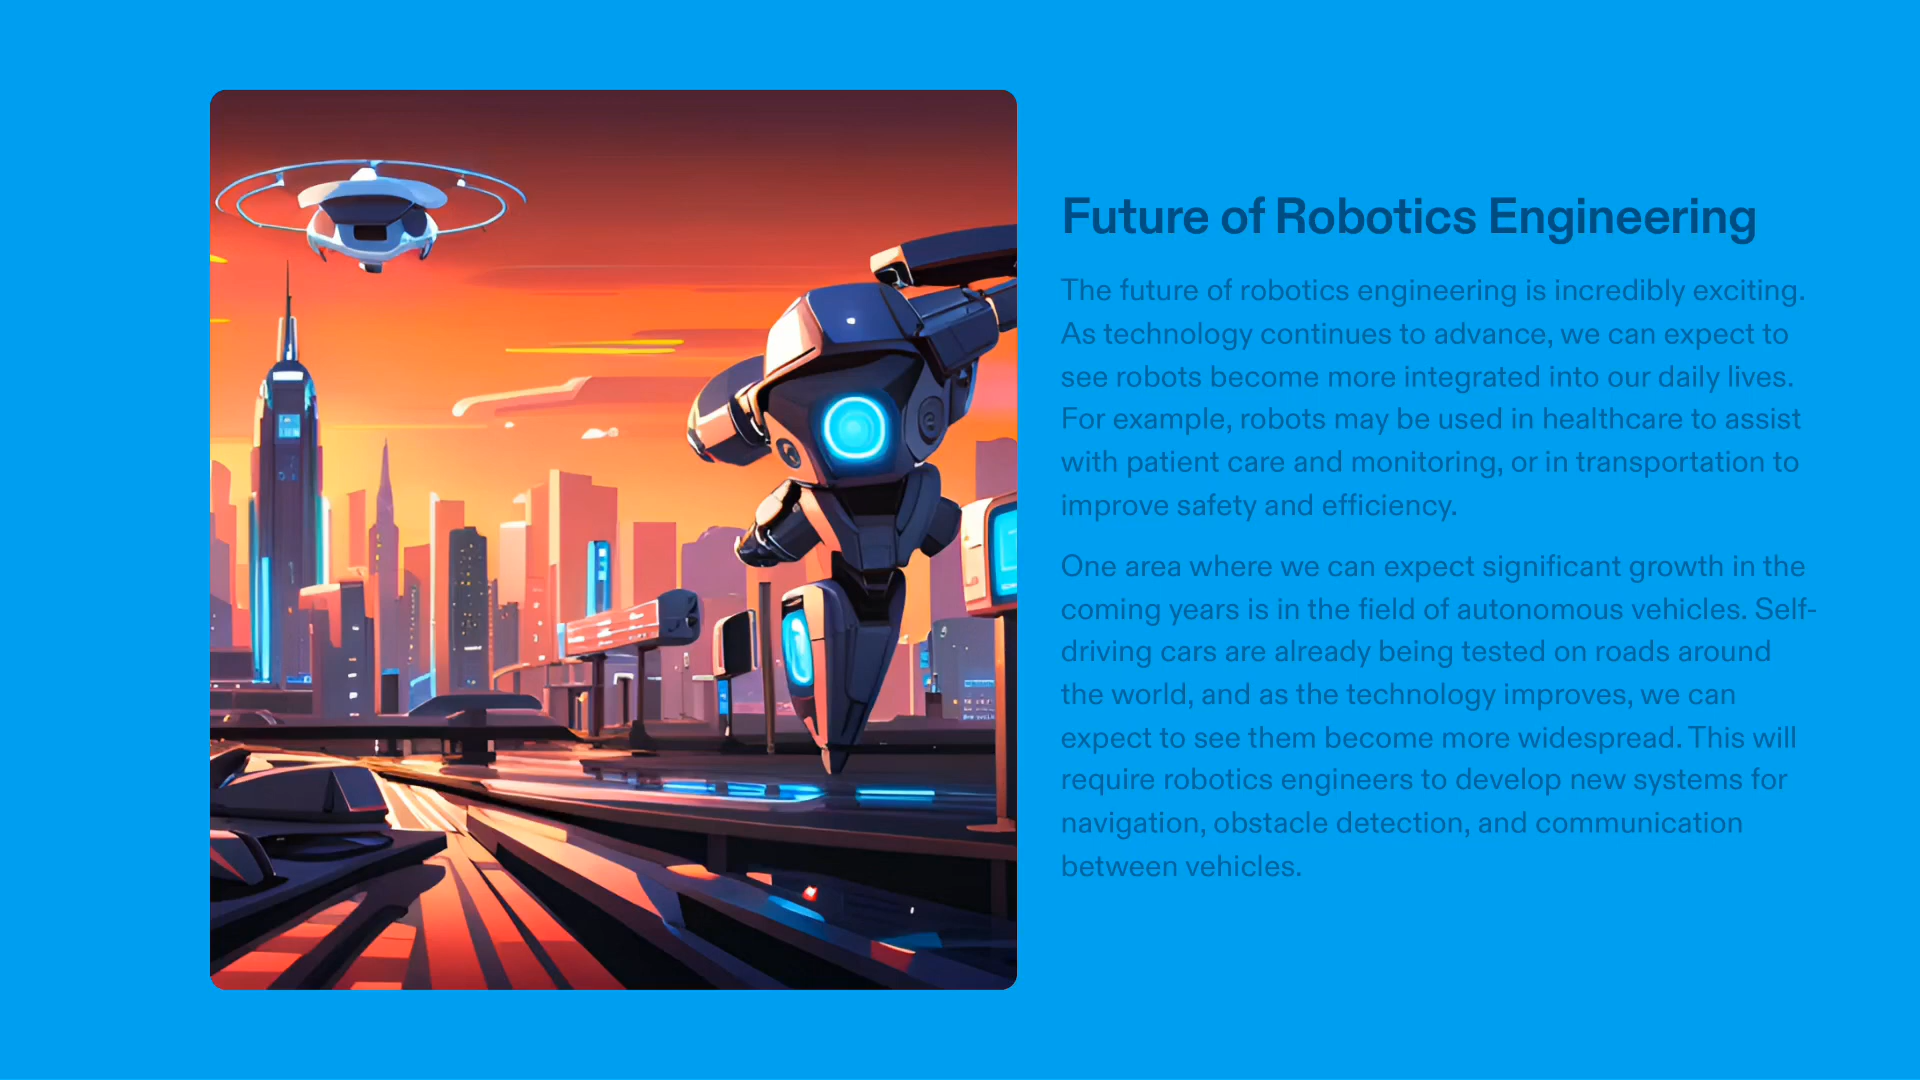 Future of Robotics Engineering
The future of robotics engineering is incredibly exciting.
As technology continues to advance, we can expect to
see robots become more integrated into our daily lives.
For example, robots may be used in healthcare to assist
with patient care and monitoring, or in transportation to
improve safety and efficiency.
One area where we can expect significant growth in the
coming years is in the field of autonomous vehicles. Self-
driving cars are already being tested on roads around
the world, and as the technology improves, we can
expect to see them become more widespread. This will
require robotics engineers to develop new systems for
navigation, obstacle detection, and communication
between vehicles.